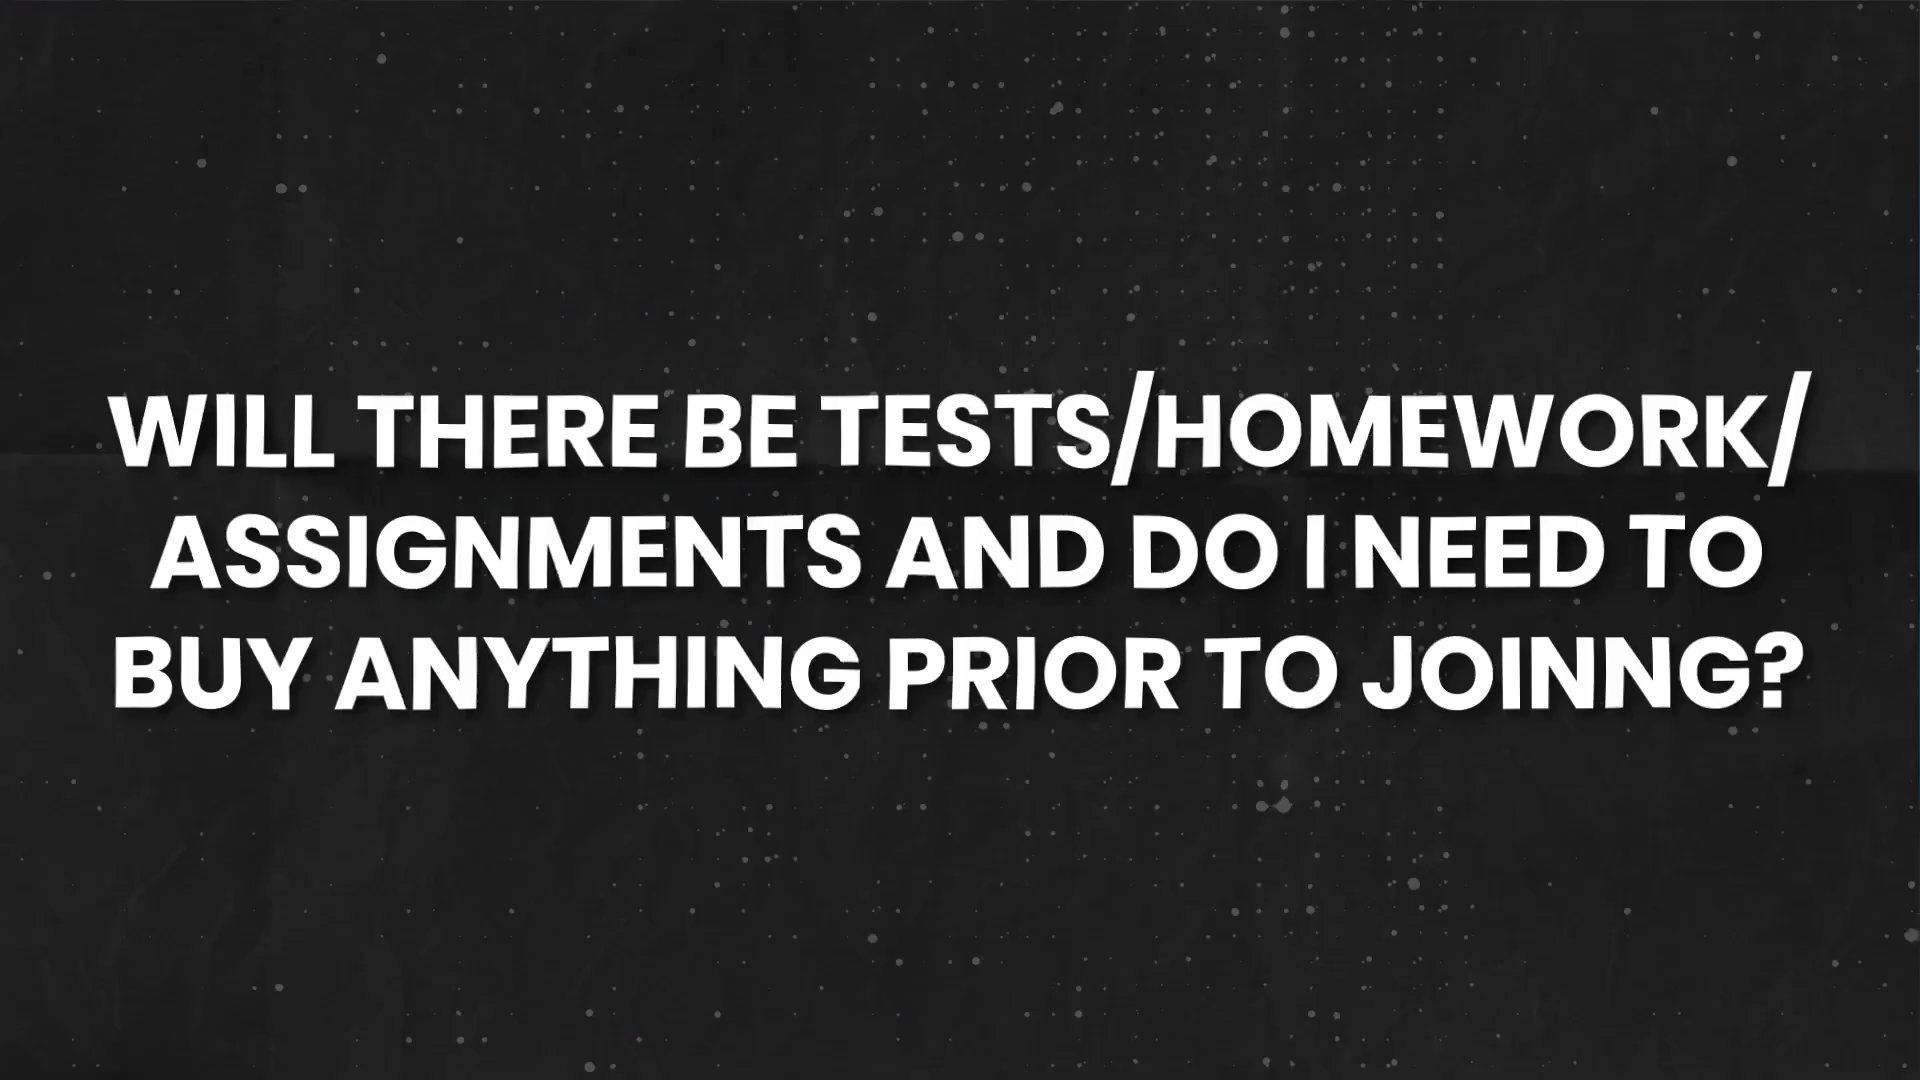 WILL THERE BE TESTS/HOMEWORK/
ASSIGNMENTS AND DO I NEED TO
BUY ANYTHING PRIOR TO JOINNG?